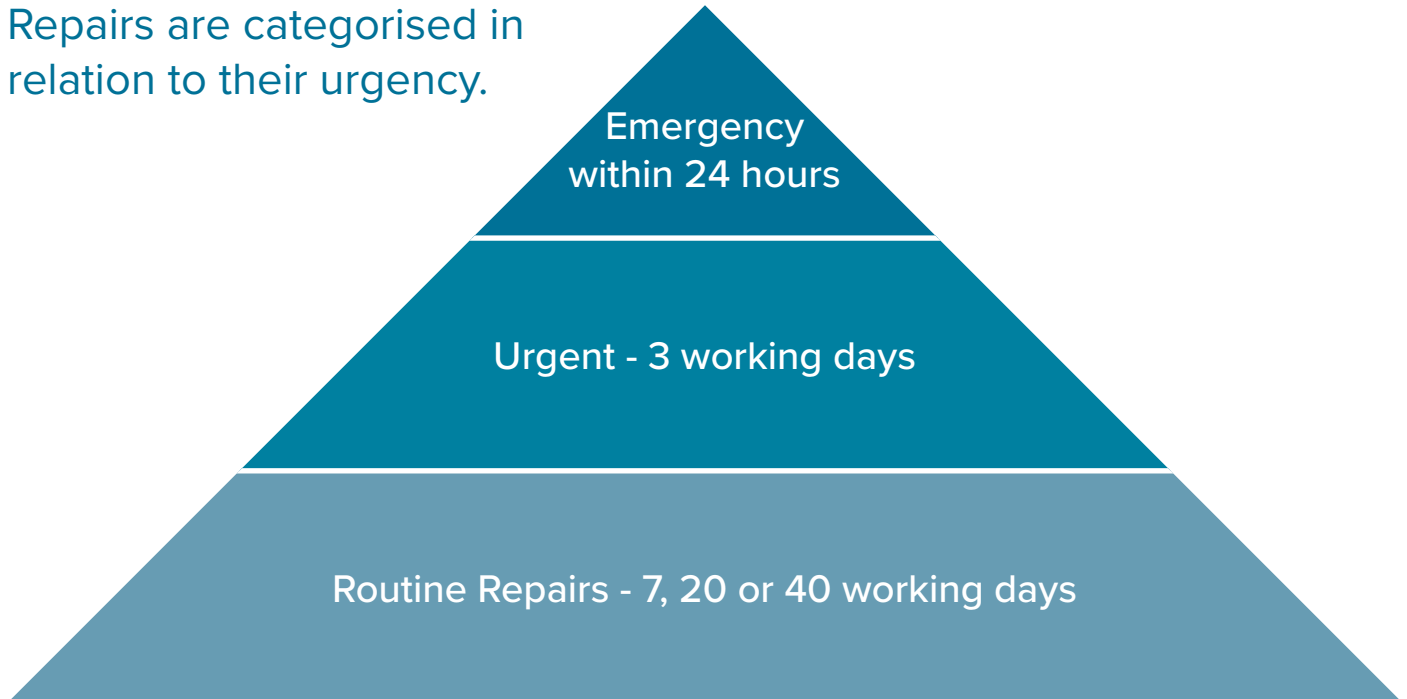 Repairs are categorised in
relation to their urgency.
Emergency
within 24 hours
Urgent - 3 working days
Routine Repairs - 7, 20 or 40 working days